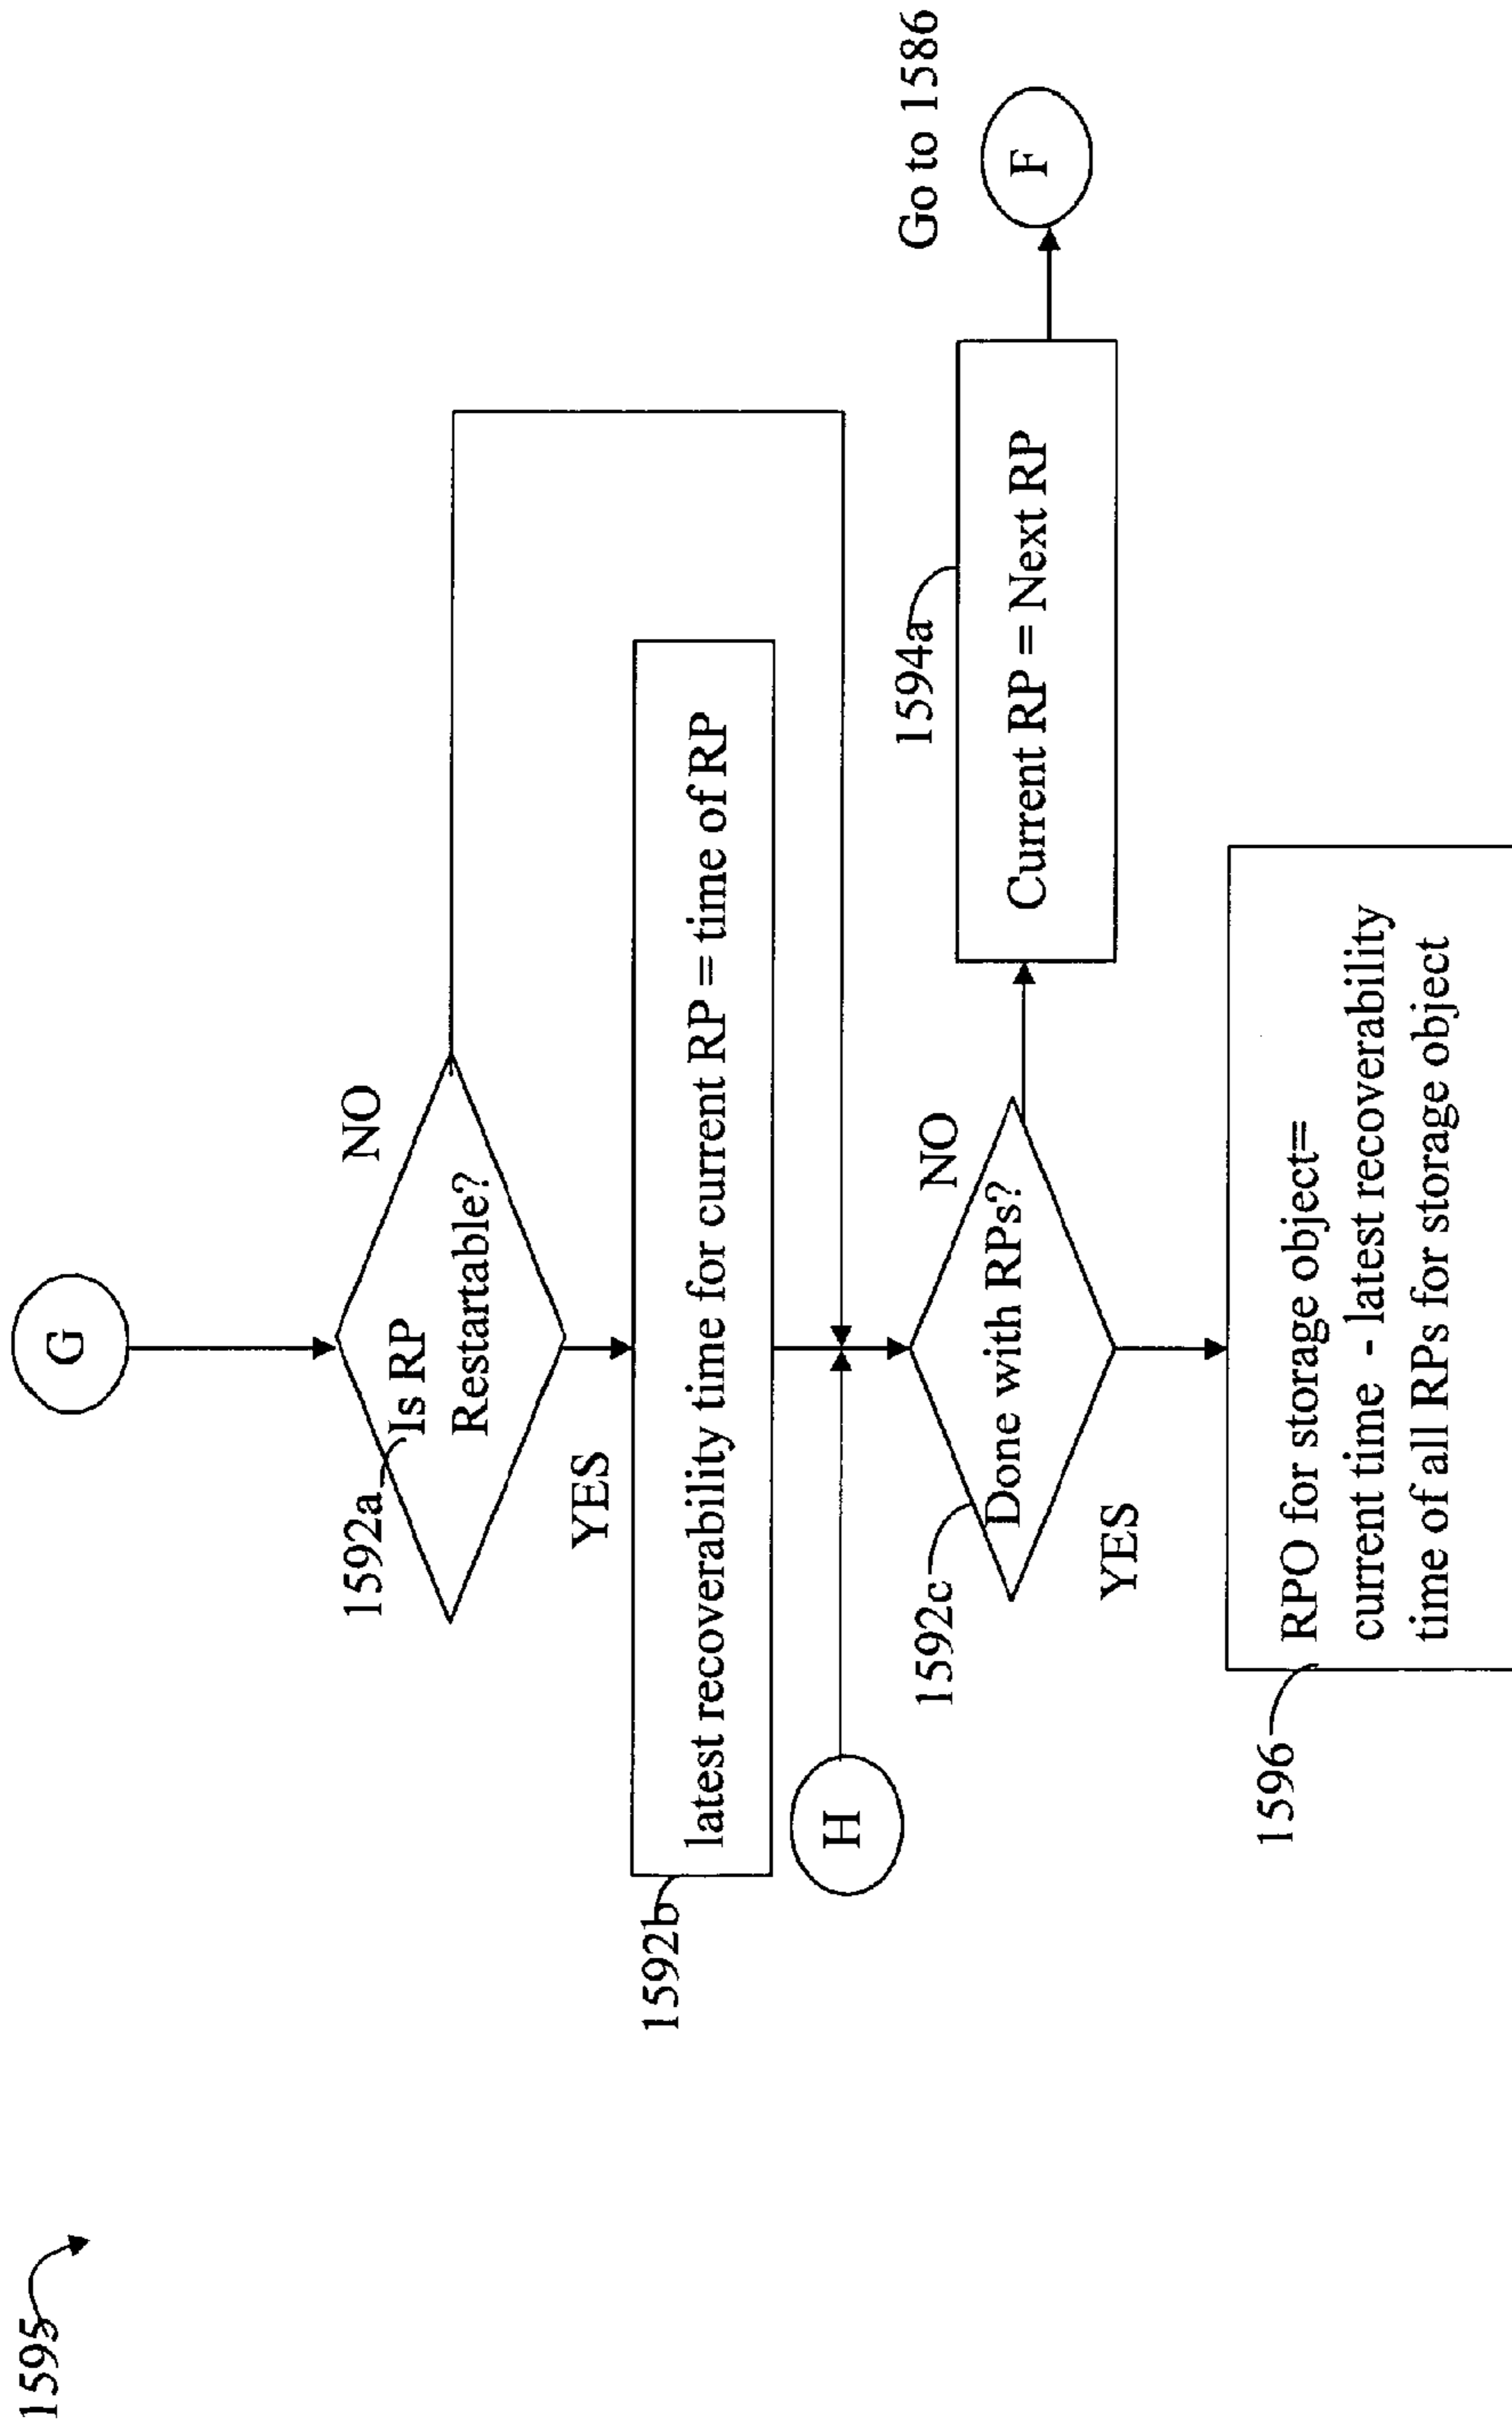 1595
G
1592a
Is RP
Restartable?
NO
YES
1592b
latest recoverability time for current RP = time of RP
H
1592c
Done with RPs?
NO
1594a
Current RP = Next RP
Go to 1586
F
YES
1596
RPO for storage object=
current time - latest recoverability
time of all RPs for storage object